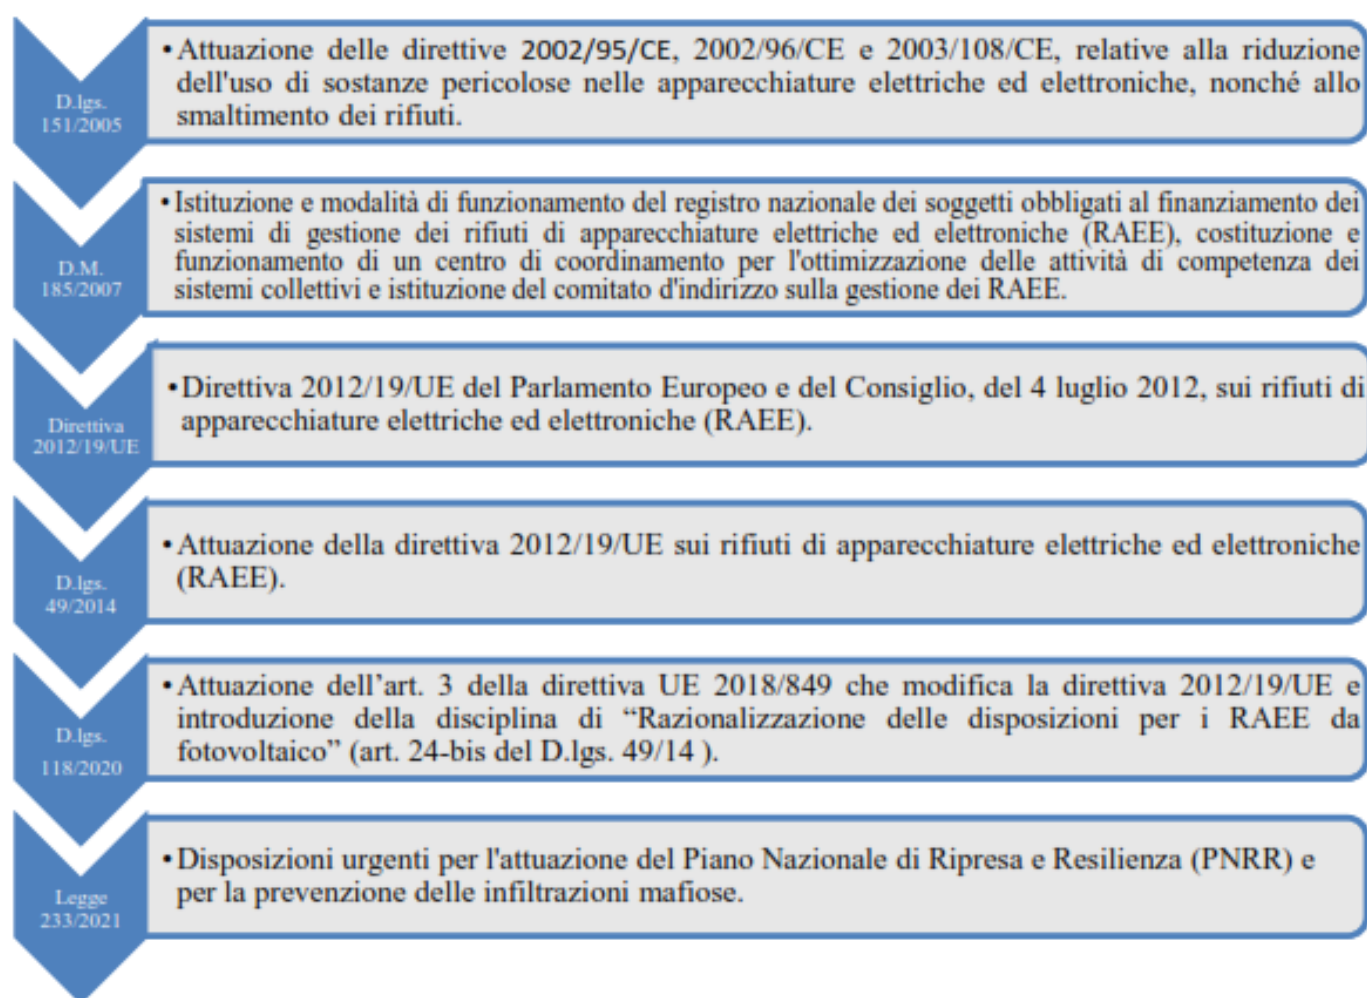 D.lgs.
151/2005
•Attuazione delle direttive 2002/95/CE, 2002/96/CE e 2003/108/CE, relative alla riduzione
dell'uso di sostanze pericolose nelle apparecchiature elettriche ed elettroniche, nonché allo
smaltimento dei rifiuti.
D.M.
185/2007
•Istituzione e modalità di funzionamento del registro nazionale dei soggetti obbligati al finanziamento dei
sistemi di gestione dei rifiuti di apparecchiature elettriche ed elettroniche (RAEE), costituzione e
funzionamento di un centro di coordinamento per l'ottimizzazione delle attività di competenza dei
sistemi collettivi e istituzione del comitato d'indirizzo sulla gestione dei RAEE.
Direttiva
2012/19/UE
•Direttiva 2012/19/UE del Parlamento Europeo e del Consiglio, del 4 luglio 2012, sui rifiuti di
apparecchiature elettriche ed elettroniche (RAEE).
D.lgs.
49/2014
•Attuazione della direttiva 2012/19/UE sui rifiuti di apparecchiature elettriche ed elettroniche
(RAEE).
D.lgs.
118/2020
•Attuazione dell’art. 3 della direttiva UE 2018/849 che modifica la direttiva 2012/19/UE e
introduzione della disciplina di “Razionalizzazione delle disposizioni per i RAEE da
fotovoltaico” (art. 24-bis del D.lgs. 49/14 ).
Legge
233/2021
•Disposizioni urgenti per l'attuazione del Piano Nazionale di Ripresa e Resilienza (PNRR) e
per la prevenzione delle infiltrazioni mafiose.